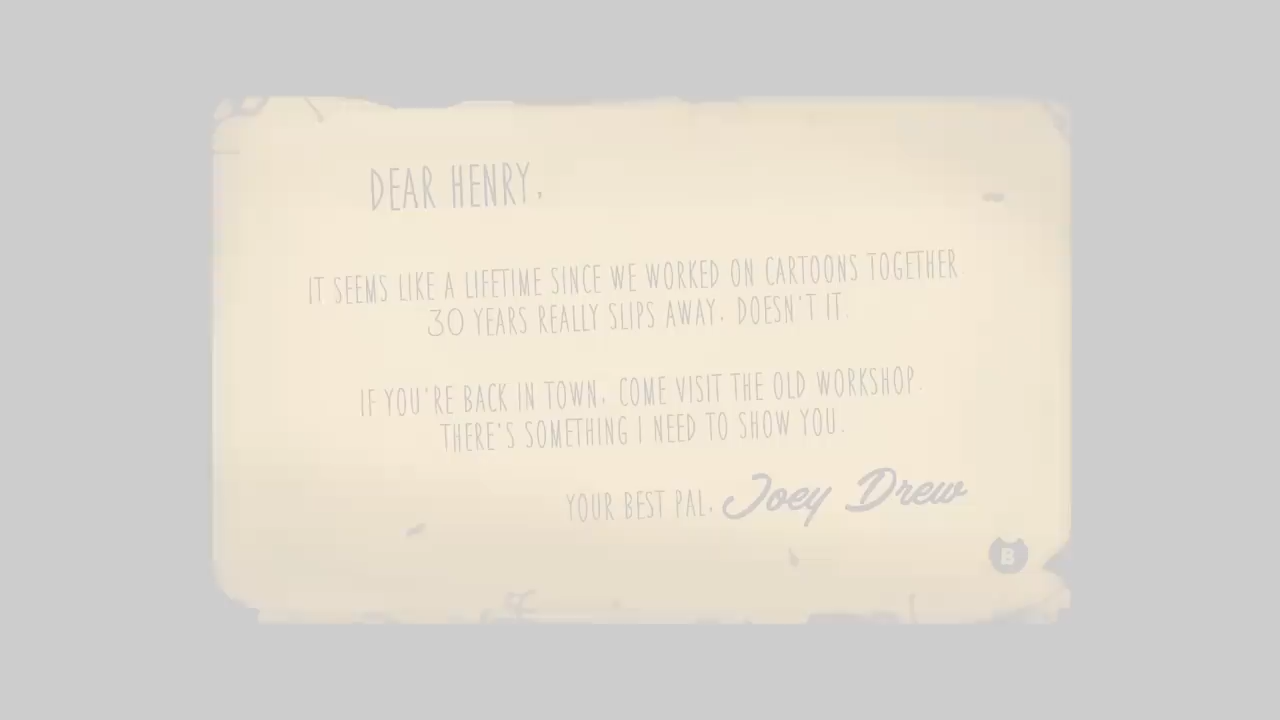 DEAR HENRY,
IT SEEMS LIKE A LIFETIME SINCE WE WORKED ON CARTOONS TOGETHER.
30 YEARS REALLY SLIPS AWAY, DOESN'T IT.
IF YOU'RE BACK IN TOWN, COME VISIT THE OLD WORKSHOP.
THERE'S SOMETHING I NEED TO SHOW YOU.
YOUR BEST PAL, Joey Drew
B